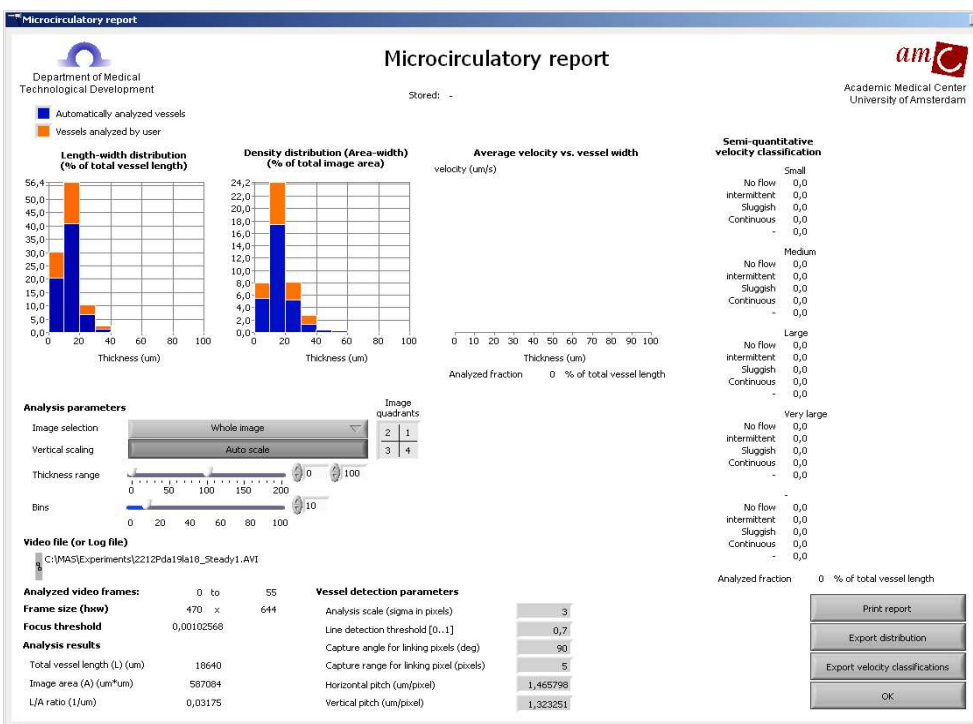 Microcirculatory report
Department of Medical
Technological Development
Microcirculatory report
Stored: -
amC
Academic Medical Center
University of Amsterdam
Automatically analyzed vessels
Vessels analyzed by user
Length-width distribution
(% of total vessel length)
56,4
50,0
45,0
40,0
35,0
30,0
25,0
20,0
15,0
10,0
5,0
0,0
0 20 40 60 80 100
Thickness (um)
Density distribution (Area-width)
(% of total image area)
24,2
22,0
20,0
18,0
16,0
14,0
12,0
10,0
8,0
6,0
4,0
2,0
0,0
0 20 40 60 80 100
Thickness (um)
Average velocity vs. vessel width
velocity (um/s)
0 10 20 30 40 50 60 70 80 90 100
Thickness (um)
Analyzed fraction 0 % of total vessel length
Semi-quantitative
velocity classification
Small
No flow 0,0
intermittent 0,0
Sluggish 0,0
Continuous 0,0
- 0,0
Medium
No flow 0,0
intermittent 0,0
Sluggish 0,0
Continuous 0,0
- 0,0
Large
No flow 0,0
intermittent 0,0
Sluggish 0,0
Continuous 0,0
- 0,0
Very large
No flow 0,0
intermittent 0,0
Sluggish 0,0
Continuous 0,0
- 0,0
-
No flow 0,0
intermittent 0,0
Sluggish 0,0
Continuous 0,0
- 0,0
Analyzed fraction 0 % of total vessel length
Analysis parameters
Image selection Whole image
Vertical scaling Auto scale
Image
quadrants
2 1
3 4
Thickness range 0 100
0 50 100 150 200
Bins 10
0 20 40 60 80 100
Video file (or Log file)
C:\MAS\Experiments\2212Pda19la18_Steady1.AVI
Analyzed video frames: 0 to 55
Frame size (hxw) 470 x 644
Focus threshold 0,00102568
Analysis results
Total vessel length (L) (um) 18640
Image area (A) (um*um) 587084
L/A ratio (1/um) 0,03175
Vessel detection parameters
Analysis scale (sigma in pixels) 3
Line detection threshold [0..1] 0,7
Capture angle for linking pixels (deg) 90
Capture range for linking pixel (pixels) 5
Horizontal pitch (um/pixel) 1,465798
Vertical pitch (um/pixel) 1,323251
Print report
Export distribution
Export velocity classifications
OK